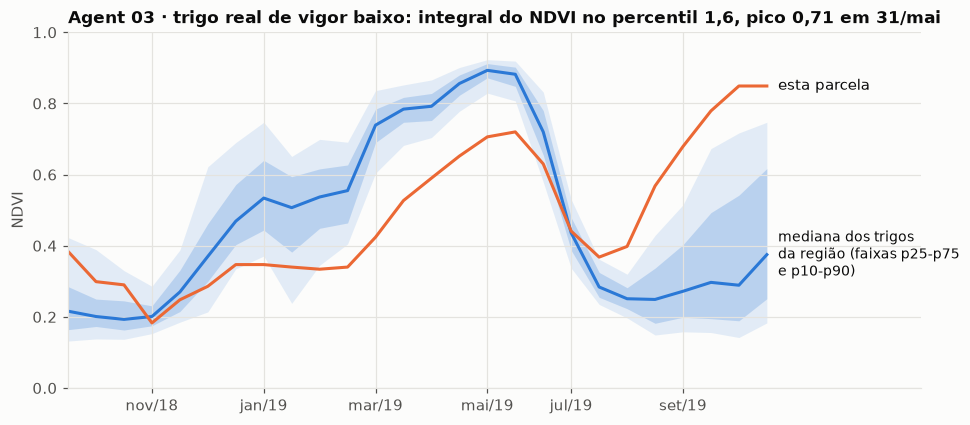 Agent 03 · trigo real de vigor baixo: integral do NDVI no percentil 1,6, pico 0,71 em 31/mai
1.0
0.8
0.6
0.4
0.2
0.0
NDVI
esta parcela
mediana dos trigos
da região (faixas p25-p75
e p10-p90)
nov/18
jan/19
mar/19
mai/19
jul/19
set/19